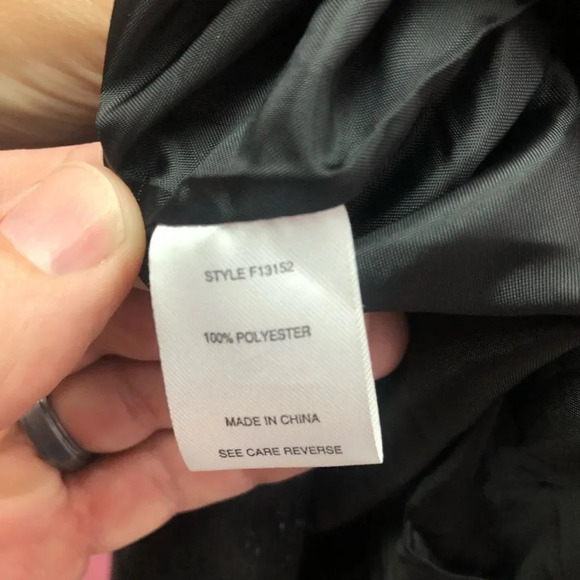 STYLE F13152
100% POLYESTER
MADE IN CHINA
SEE CARE REVERSE